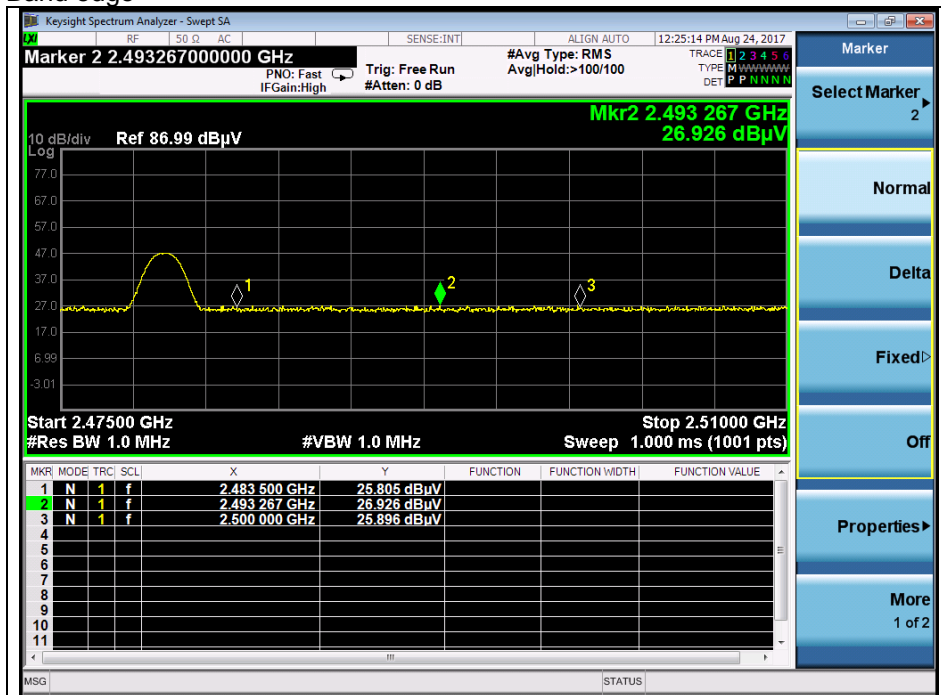 Band edge
Keysight Spectrum Analyzer - Swept SA
LXI RF 50 Ω AC SENSE:INT ALIGN AUTO 12:25:14 PM Aug 24, 2017
Marker 2 2.493267000000 GHz
PNO: Fast
IFGain:High
Trig: Free Run
#Atten: 0 dB
#Avg Type: RMS
Avg|Hold:>100/100
TRACE 1 2 3 4 5 6
TYPE M WWWWW
DET P P N N N N
Mkr2 2.493 267 GHz
26.926 dBµV
10 dB/div Ref 86.99 dBµV
Log
77.0
67.0
57.0
47.0
37.0
27.0
17.0
6.99
-3.01
1
2
3
Start 2.47500 GHz Stop 2.51000 GHz
#Res BW 1.0 MHz #VBW 1.0 MHz Sweep 1.000 ms (1001 pts)
MKR MODE TRC SCL X Y FUNCTION FUNCTION WIDTH FUNCTION VALUE
1 N 1 f 2.483 500 GHz 25.805 dBµV
2 N 1 f 2.493 267 GHz 26.926 dBµV
3 N 1 f 2.500 000 GHz 25.896 dBµV
4
5
6
7
8
9
10
11
MSG STATUS
Marker
Select Marker
2
Normal
Delta
Fixed
Off
Properties
More
1 of 2